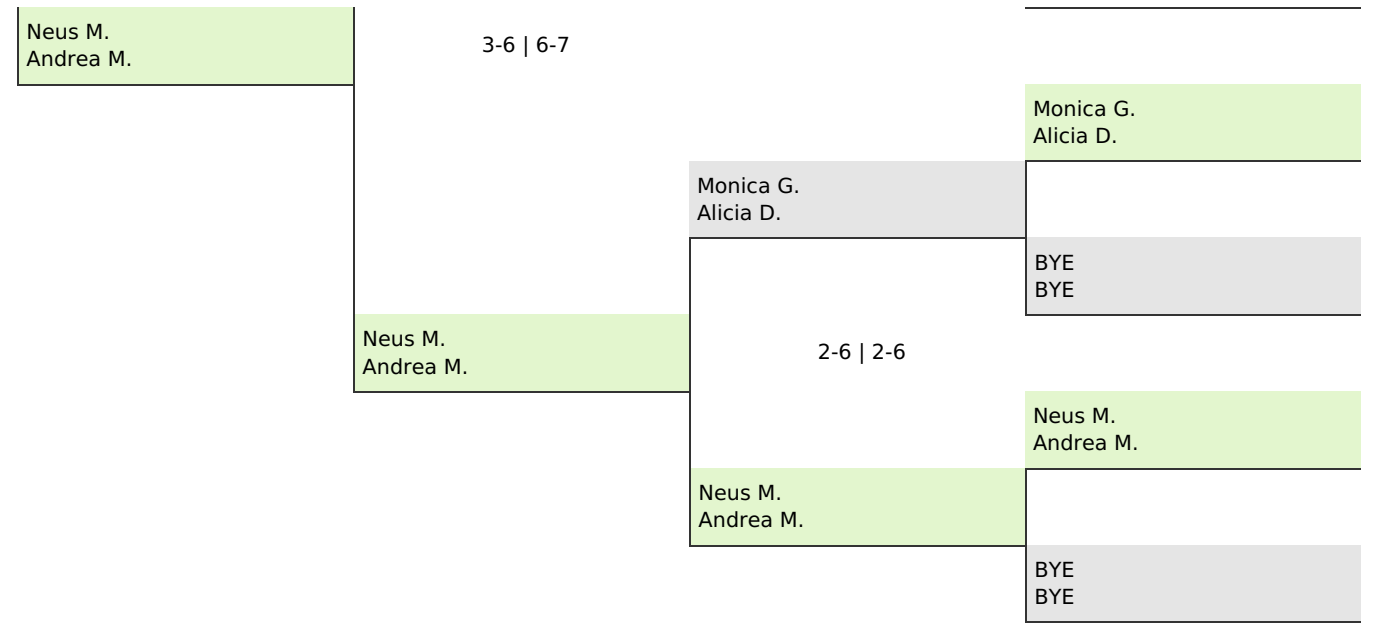 Neus M.
Andrea M.
3-6 | 6-7
Monica G.
Alicia D.
Monica G.
Alicia D.
BYE
BYE
Neus M.
Andrea M.
2-6 | 2-6
Neus M.
Andrea M.
Neus M.
Andrea M.
BYE
BYE